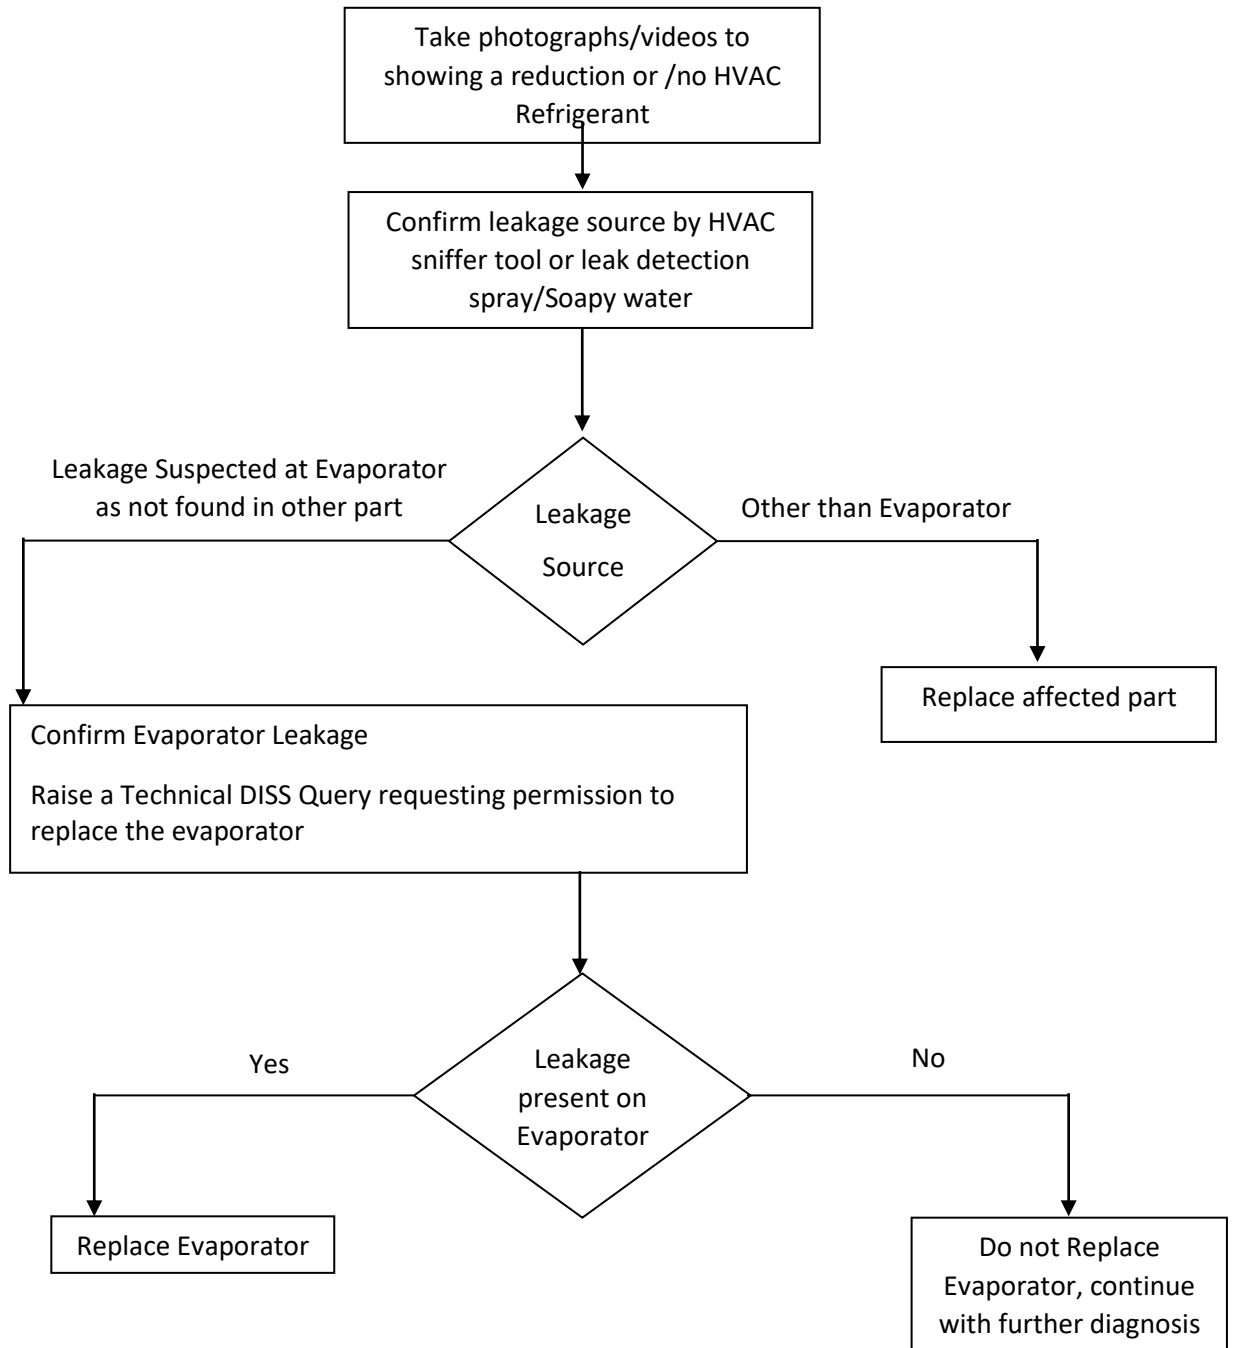 Take photographs/videos to
showing a reduction or /no HVAC
Refrigerant
Confirm leakage source by HVAC
sniffer tool or leak detection
spray/Soapy water
Leakage Suspected at Evaporator
as not found in other part
Leakage
Source
Other than Evaporator
Replace affected part
Confirm Evaporator Leakage
Raise a Technical DISS Query requesting permission to
replace the evaporator
Yes
Leakage
present on
Evaporator
No
Replace Evaporator
Do not Replace
Evaporator, continue
with further diagnosis